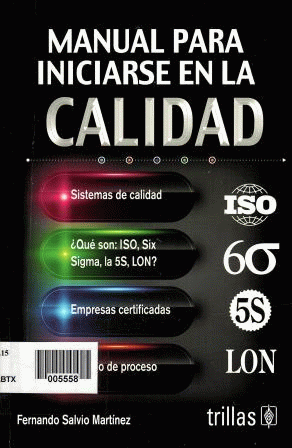 MANUAL PARA
INICIARSE EN LA
CALIDAD
Sistemas de calidad
ISO
¿Qué son: ISO, Six
Sigma, la 5S, LON?
6σ
Empresas certificadas
5S
.15
BTX
005558
o de proceso
LON
Fernando Salvio Martínez
trillas